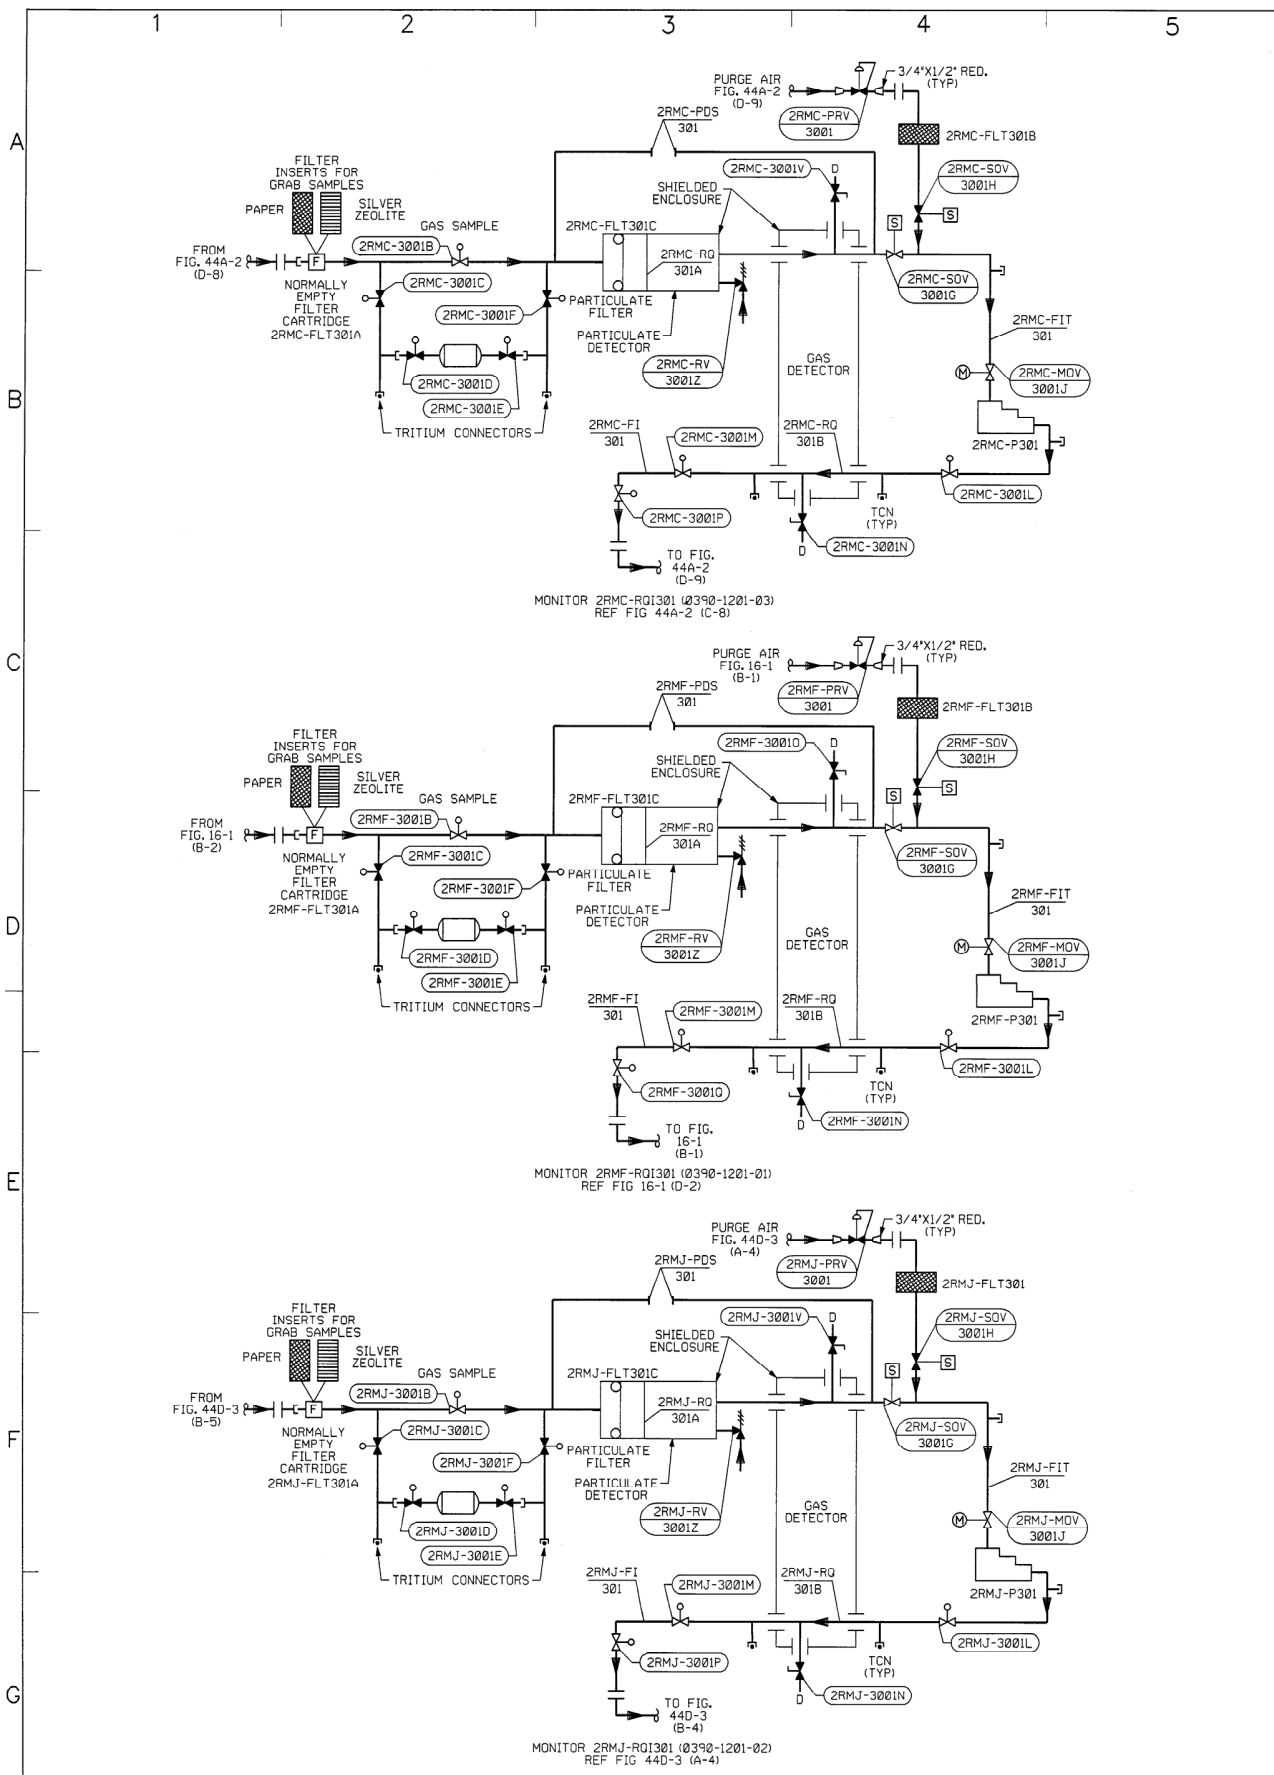 1 2 3 4 5
A
B
C
D
E
F
G
PURGE AIR
FIG. 44A-2
(D-9)
3/4"X1/2" RED.
(TYP)
2RMC-PRV
3001
2RMC-FLT301B
2RMC-PDS
301
2RMC-3001V
D
2RMC-SOV
3001H
S
S
FILTER
INSERTS FOR
GRAB SAMPLES
PAPER
SILVER
ZEOLITE
SHIELDED
ENCLOSURE
GAS SAMPLE
2RMC-FLT301C
2RMC-3001B
FROM
FIG. 44A-2
(D-8)
F
2RMC-RQ
301A
2RMC-3001C
2RMC-SOV
3001G
NORMALLY
EMPTY
FILTER
CARTRIDGE
2RMC-FLT301A
2RMC-3001F
PARTICULATE
FILTER
PARTICULATE
DETECTOR
2RMC-FIT
301
GAS
DETECTOR
2RMC-RV
3001Z
M
2RMC-MOV
3001J
2RMC-3001D
2RMC-3001E
TRITIUM CONNECTORS
2RMC-FI
301
2RMC-3001M
2RMC-RQ
301B
2RMC-P301
2RMC-3001L
2RMC-3001P
TCN
(TYP)
2RMC-3001N
D
TO FIG.
44A-2
(D-9)
MONITOR 2RMC-RQI301 (0390-1201-03)
REF FIG 44A-2 (C-8)
PURGE AIR
FIG. 16-1
(B-1)
3/4"X1/2" RED.
(TYP)
2RMF-PRV
3001
2RMF-FLT301B
2RMF-PDS
301
2RMF-3001O
D
2RMF-SOV
3001H
S
S
FILTER
INSERTS FOR
GRAB SAMPLES
PAPER
SILVER
ZEOLITE
SHIELDED
ENCLOSURE
GAS SAMPLE
2RMF-FLT301C
2RMF-3001B
FROM
FIG. 16-1
(B-2)
F
2RMF-RQ
301A
2RMF-3001C
2RMF-SOV
3001G
NORMALLY
EMPTY
FILTER
CARTRIDGE
2RMF-FLT301A
2RMF-3001F
PARTICULATE
FILTER
PARTICULATE
DETECTOR
2RMF-FIT
301
GAS
DETECTOR
2RMF-RV
3001Z
M
2RMF-MOV
3001J
2RMF-3001D
2RMF-3001E
TRITIUM CONNECTORS
2RMF-FI
301
2RMF-3001M
2RMF-RQ
301B
2RMF-P301
2RMF-3001L
2RMF-3001Q
TCN
(TYP)
2RMF-3001N
D
TO FIG.
16-1
(B-1)
MONITOR 2RMF-RQI301 (0390-1201-01)
REF FIG 16-1 (D-2)
PURGE AIR
FIG. 44D-3
(A-4)
3/4"X1/2" RED.
(TYP)
2RMJ-PRV
3001
2RMJ-FLT301
2RMJ-PDS
301
2RMJ-3001V
D
2RMJ-SOV
3001H
S
S
FILTER
INSERTS FOR
GRAB SAMPLES
PAPER
SILVER
ZEOLITE
SHIELDED
ENCLOSURE
GAS SAMPLE
2RMJ-FLT301C
2RMJ-3001B
FROM
FIG. 44D-3
(B-5)
F
2RMJ-RQ
301A
2RMJ-3001C
2RMJ-SOV
3001G
NORMALLY
EMPTY
FILTER
CARTRIDGE
2RMJ-FLT301A
2RMJ-3001F
PARTICULATE
FILTER
PARTICULATE
DETECTOR
2RMJ-FIT
301
GAS
DETECTOR
2RMJ-RV
3001Z
M
2RMJ-MOV
3001J
2RMJ-3001D
2RMJ-3001E
TRITIUM CONNECTORS
2RMJ-FI
301
2RMJ-3001M
2RMJ-RQ
301B
2RMJ-P301
2RMJ-3001L
2RMJ-3001P
TCN
(TYP)
2RMJ-3001N
D
TO FIG.
44D-3
(B-4)
MONITOR 2RMJ-RQI301 (0390-1201-02)
REF FIG 44D-3 (A-4)